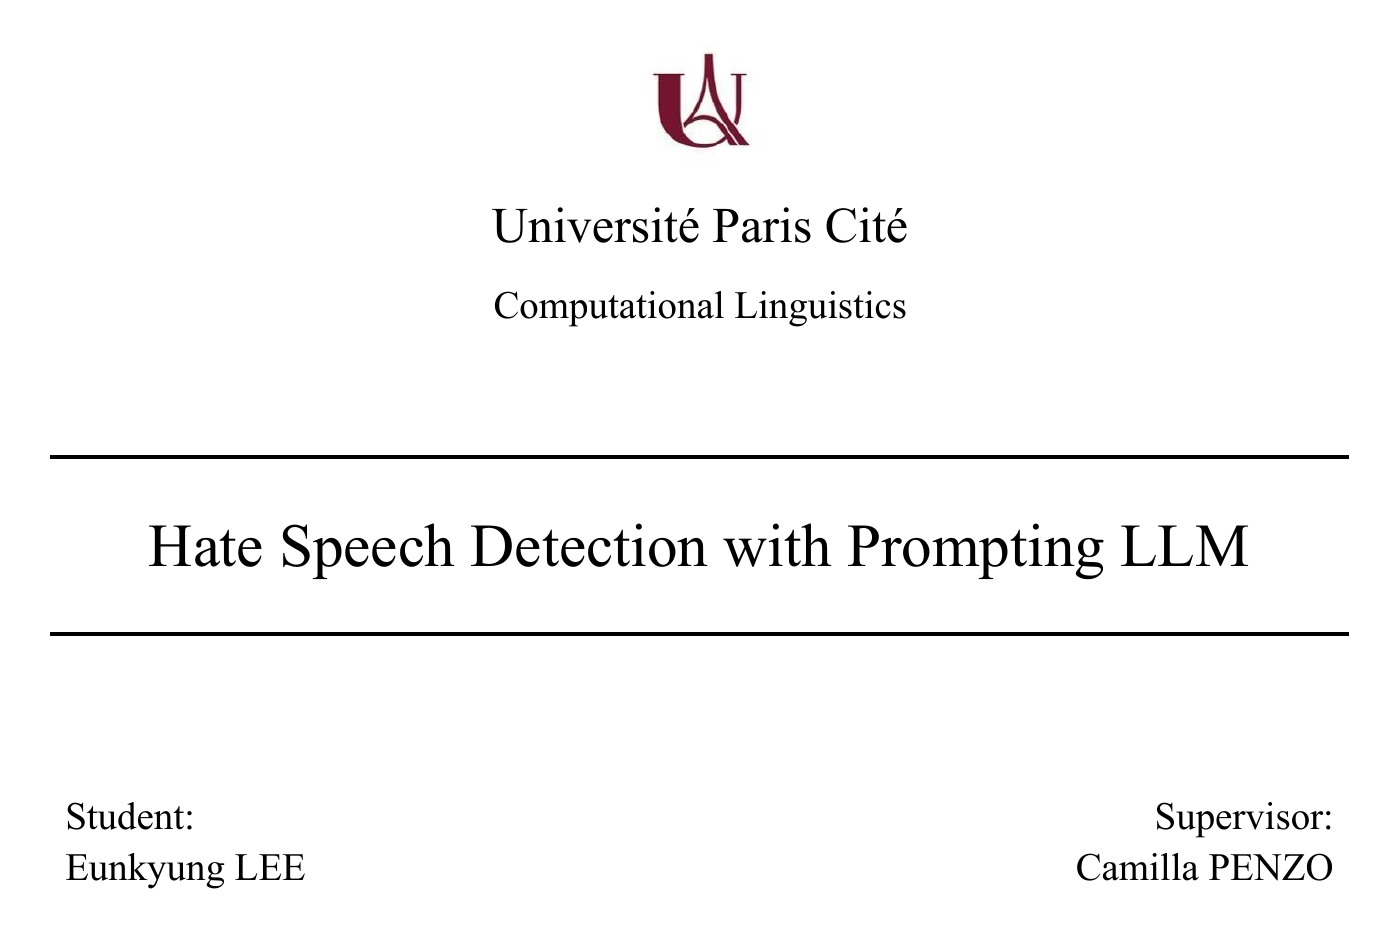 Université Paris Cité
Computational Linguistics
Hate Speech Detection with Prompting LLM
Student:
Eunkyung LEE
Supervisor:
Camilla PENZO